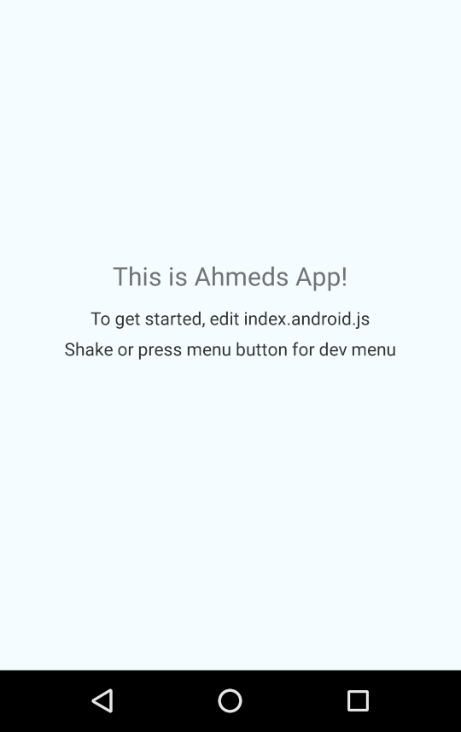 This is Ahmeds App!
To get started, edit index.android.js
Shake or press menu button for dev menu